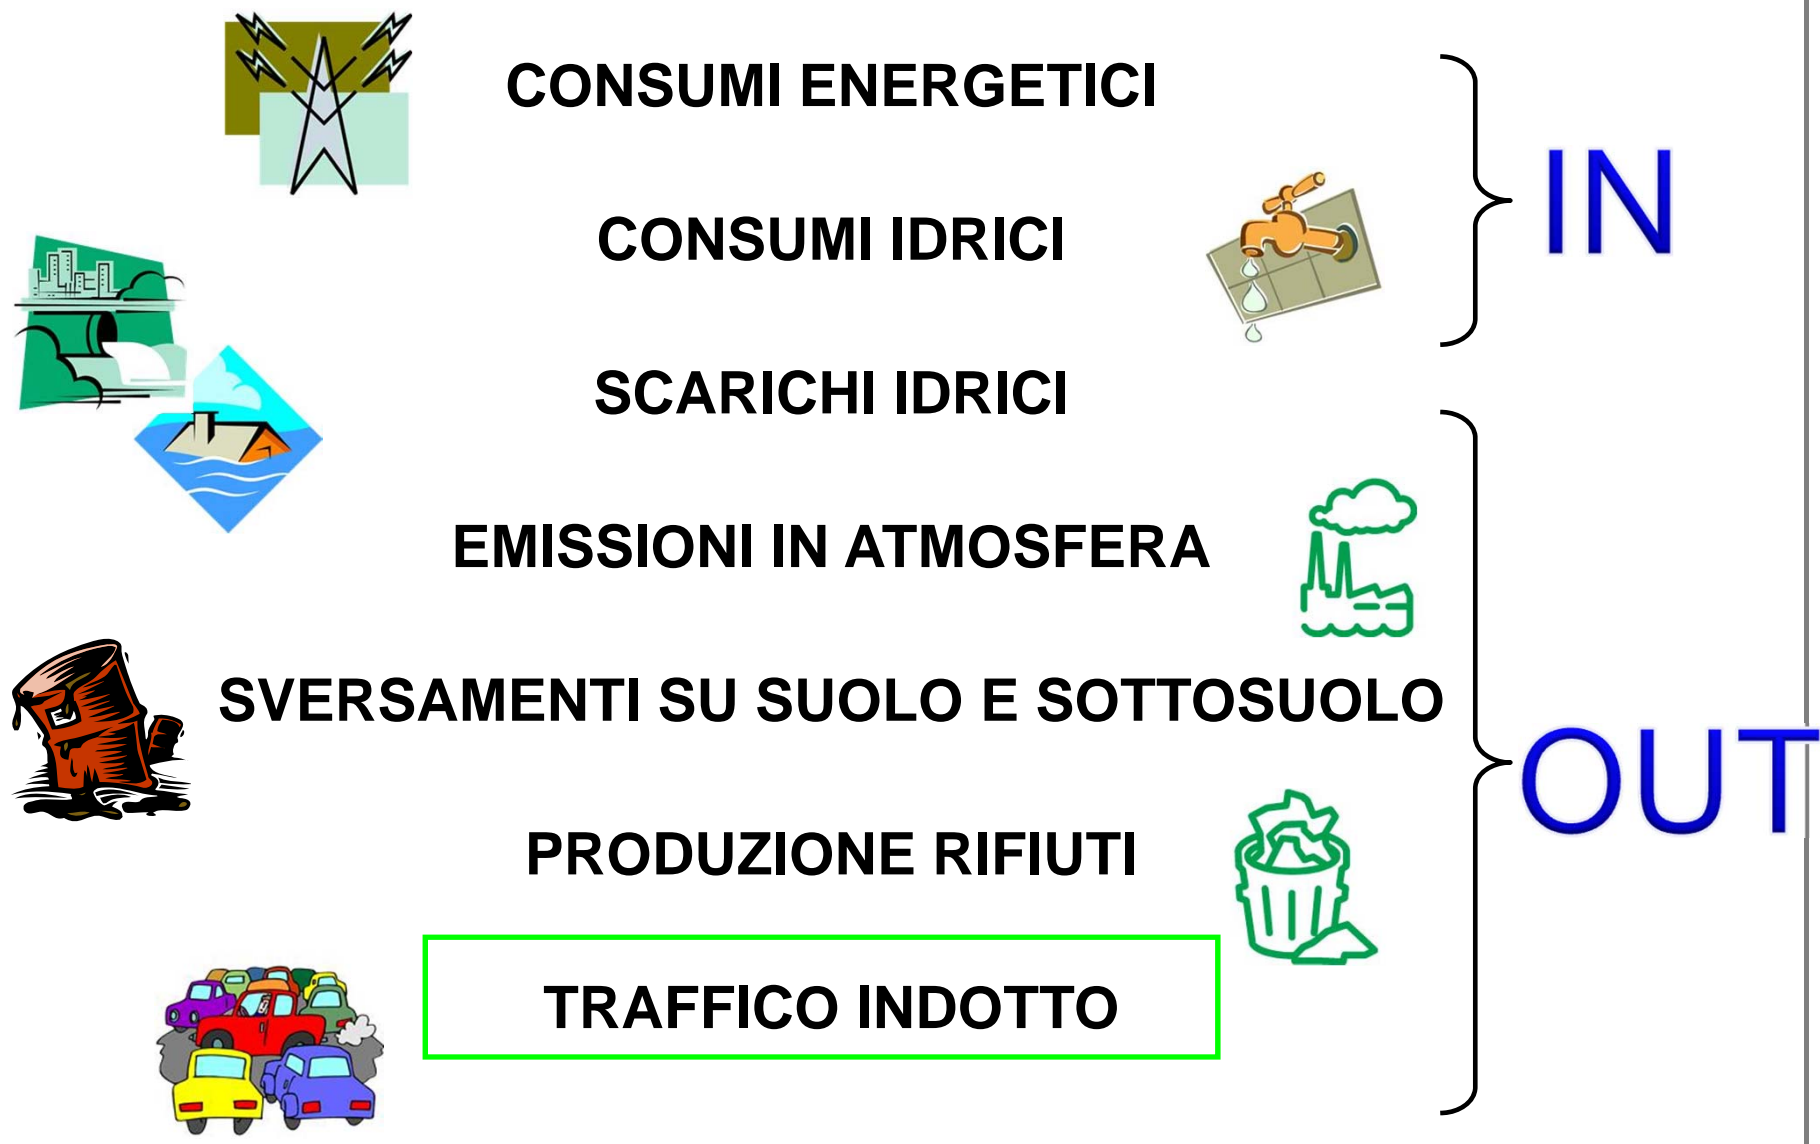 CONSUMI ENERGETICI
IN
CONSUMI IDRICI
SCARICHI IDRICI
EMISSIONI IN ATMOSFERA
SVERSAMENTI SU SUOLO E SOTTOSUOLO
OUT
PRODUZIONE RIFIUTI
TRAFFICO INDOTTO